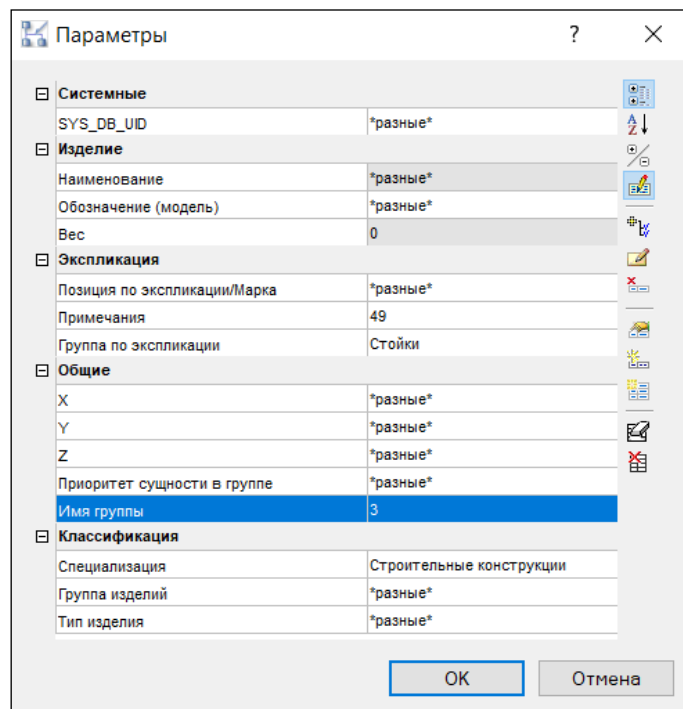 Параметры ?
Системные
SYS_DB_UID *разные*
Изделие
Наименование *разные*
Обозначение (модель) *разные*
Вес 0
Экспликация
Позиция по экспликации/Марка *разные*
Примечания 49
Группа по экспликации Стойки
Общие
X *разные*
Y *разные*
Z *разные*
Приоритет сущности в группе *разные*
Имя группы 3
Классификация
Специализация Строительные конструкции
Группа изделий *разные*
Тип изделия *разные*
OK Отмена